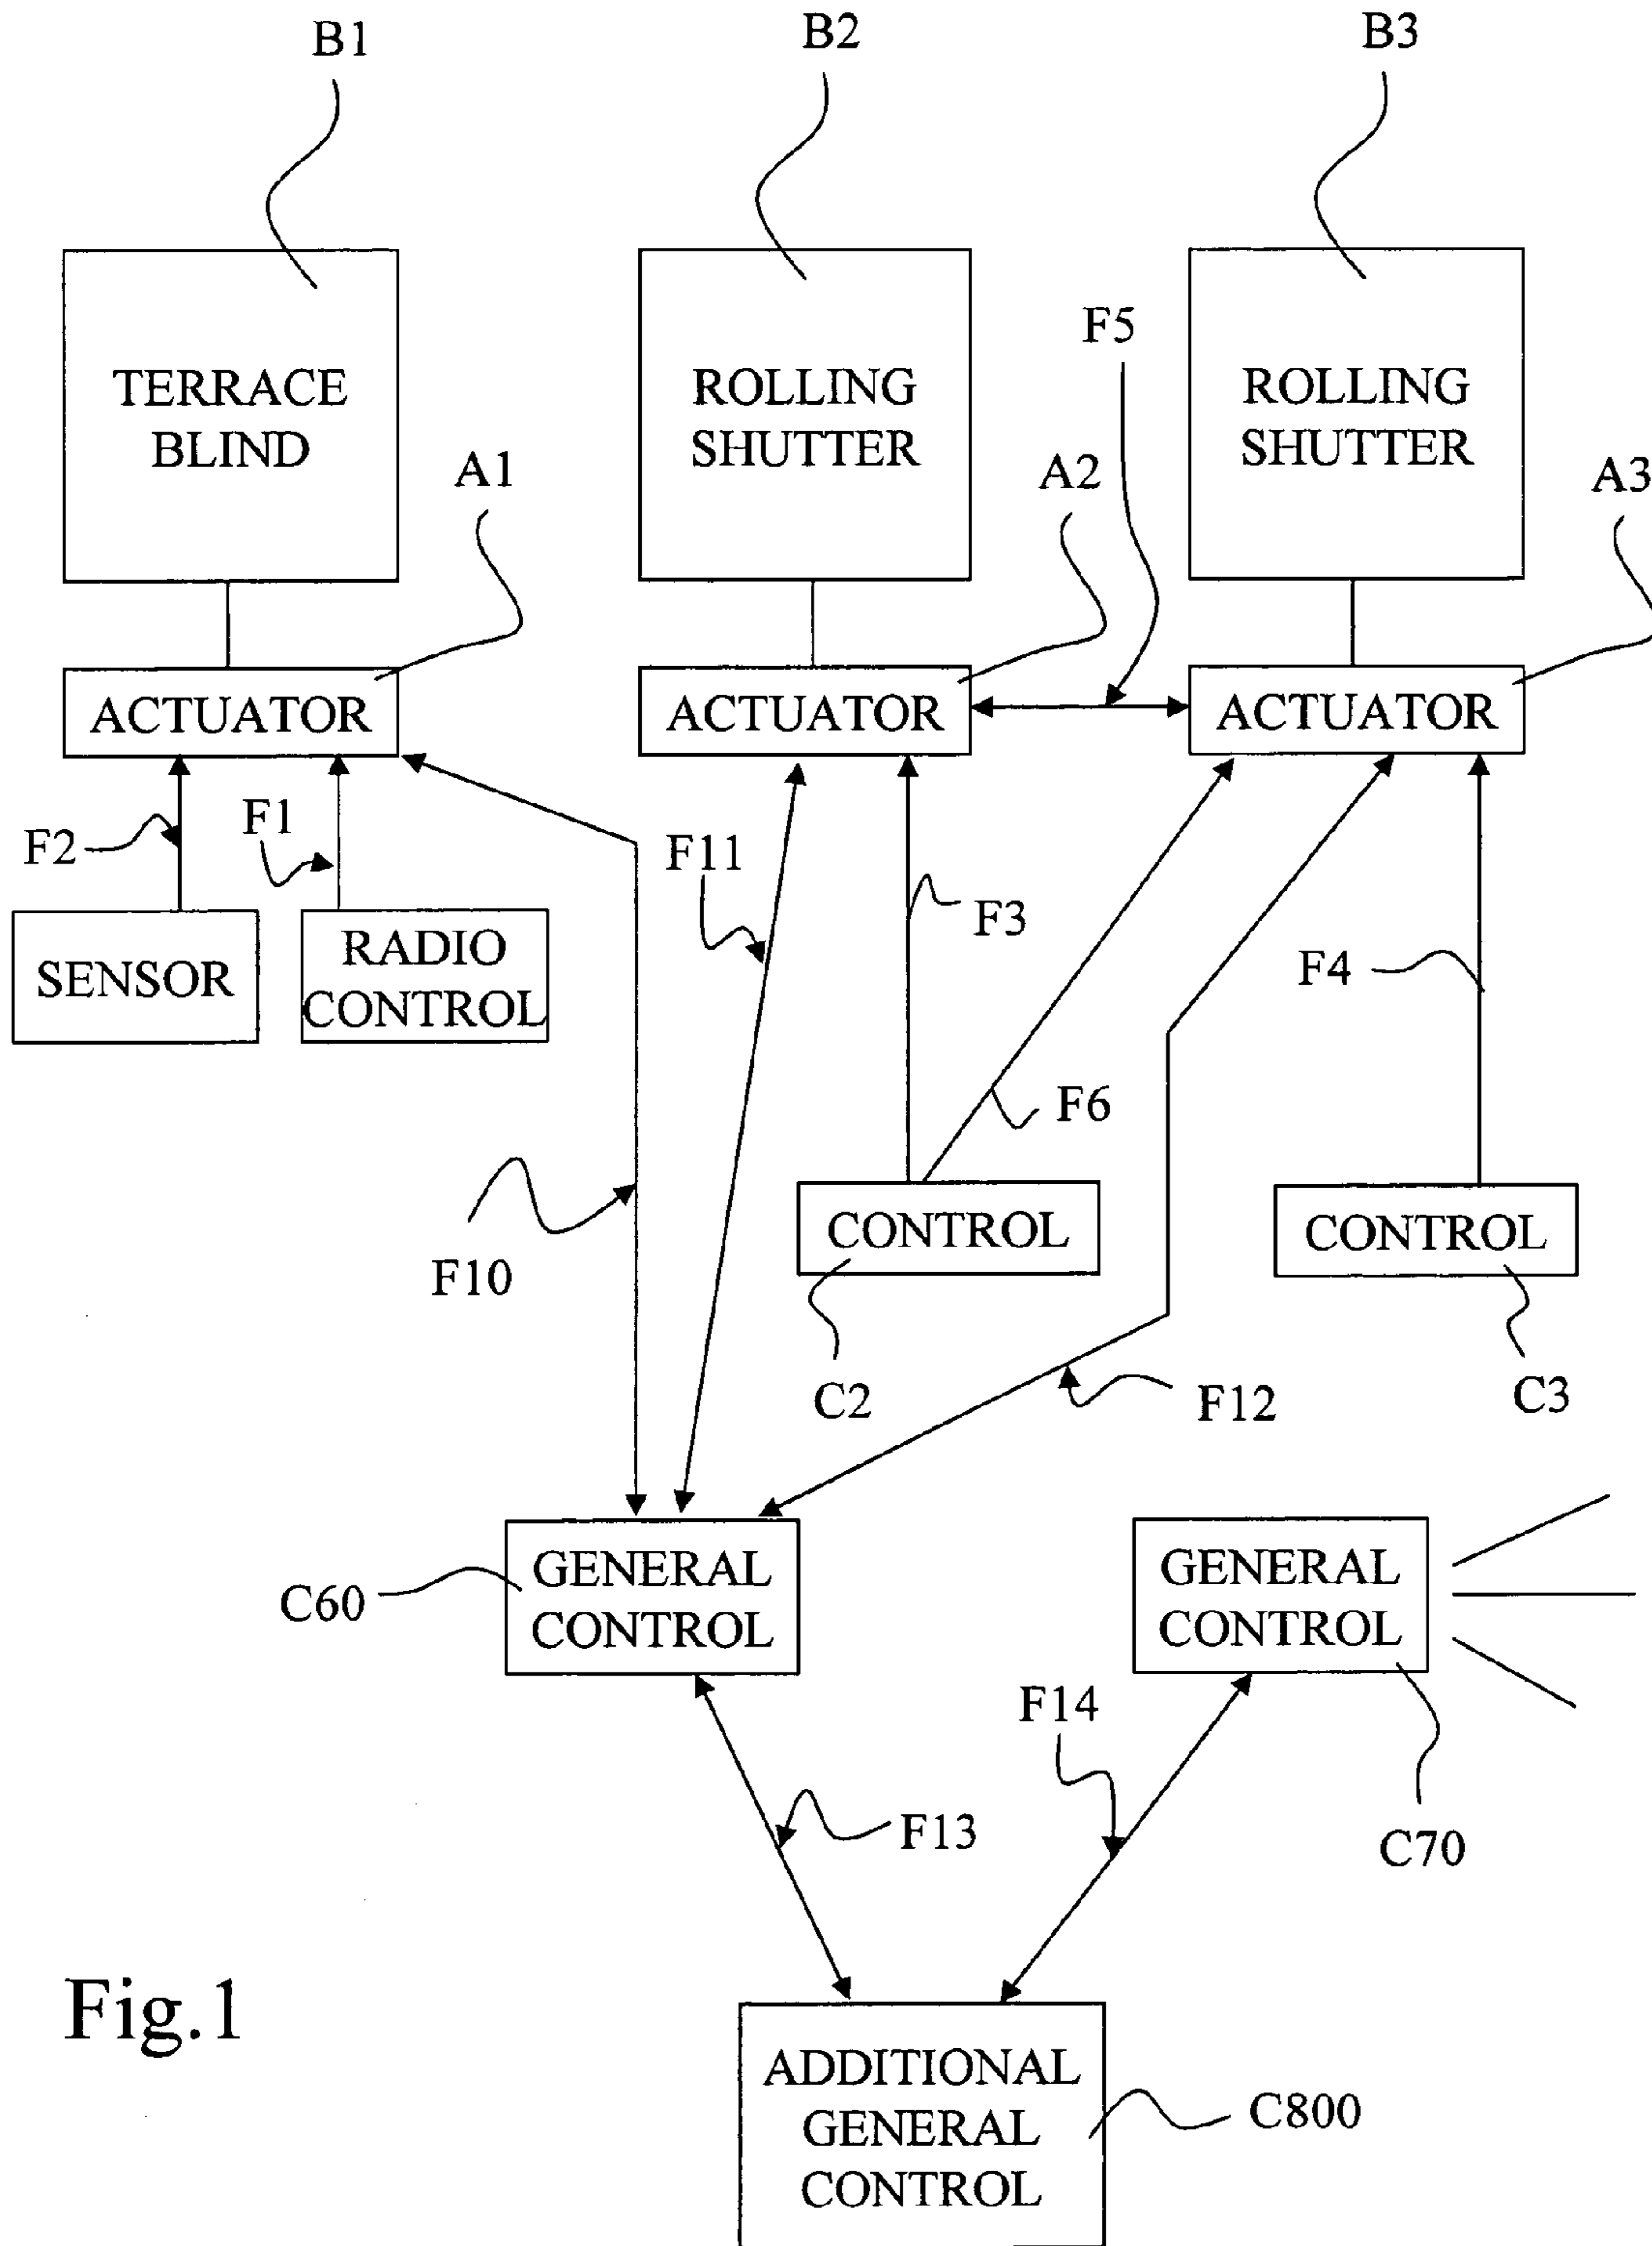 B1
B2
B3
F5
TERRACE
BLIND
ROLLING
SHUTTER
ROLLING
SHUTTER
A1
A2
A3
ACTUATOR
ACTUATOR
ACTUATOR
F2
F1
F11
F3
F4
SENSOR
RADIO
CONTROL
F6
F10
CONTROL
CONTROL
C2
F12
C3
C60
GENERAL
CONTROL
GENERAL
CONTROL
F14
F13
C70
Fig.1
ADDITIONAL
GENERAL
CONTROL
C800